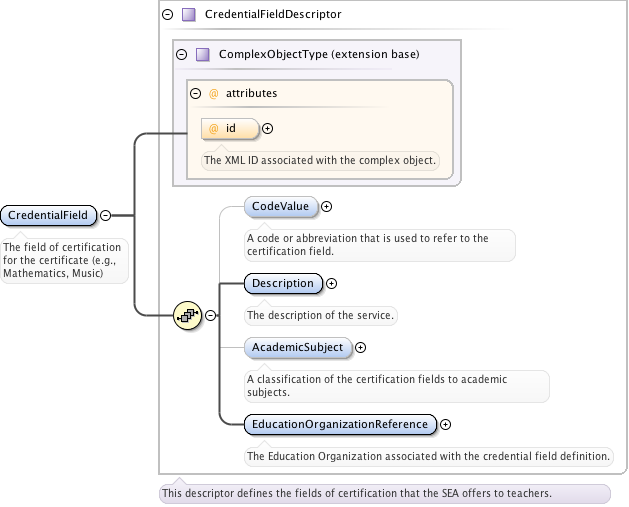 CredentialFieldDescriptor
ComplexObjectType (extension base)
@ attributes
@ id
The XML ID associated with the complex object.
CredentialField
The field of certification
for the certificate (e.g.,
Mathematics, Music)
CodeValue
A code or abbreviation that is used to refer to the
certification field.
Description
The description of the service.
AcademicSubject
A classification of the certification fields to academic
subjects.
EducationOrganizationReference
The Education Organization associated with the credential field definition.
This descriptor defines the fields of certification that the SEA offers to teachers.